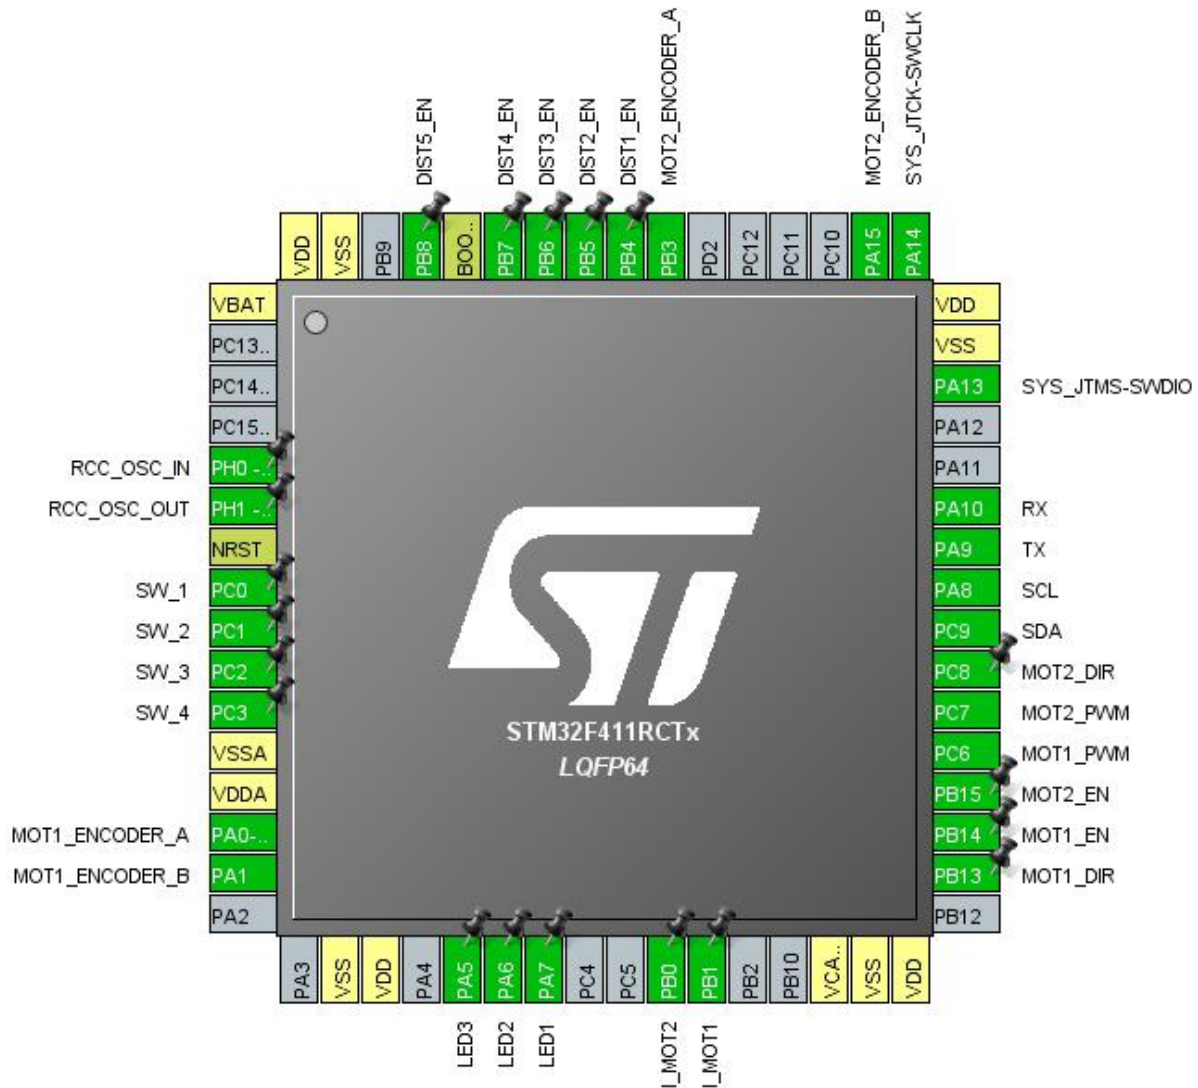 DIST5_EN
DIST4_EN
DIST3_EN
DIST2_EN
DIST1_EN
MOT2_ENCODER_A
MOT2_ENCODER_B
SYS_JTCK-SWCLK
VDD
VSS
PB9
PB8
BOO..
PB7
PB6
PB5
PB4
PB3
PD2
PC12
PC11
PC10
PA15
PA14
VBAT
PC13..
PC14..
PC15..
RCC_OSC_IN PH0 -..
RCC_OSC_OUT PH1 -..
NRST
SW_1 PC0
SW_2 PC1
SW_3 PC2
SW_4 PC3
VSSA
VDDA
MOT1_ENCODER_A PA0-..
MOT1_ENCODER_B PA1
PA2
STM32F411RCTx
LQFP64
VDD
VSS
PA13 SYS_JTMS-SWDIO
PA12
PA11
PA10 RX
PA9 TX
PA8 SCL
PC9 SDA
PC8 MOT2_DIR
PC7 MOT2_PWM
PC6 MOT1_PWM
PB15 MOT2_EN
PB14 MOT1_EN
PB13 MOT1_DIR
PB12
PA3
VSS
VDD
PA4
PA5
PA6
PA7
PC4
PC5
PB0
PB1
PB2
PB10
VCA..
VSS
VDD
LED3
LED2
LED1
I_MOT2
I_MOT1